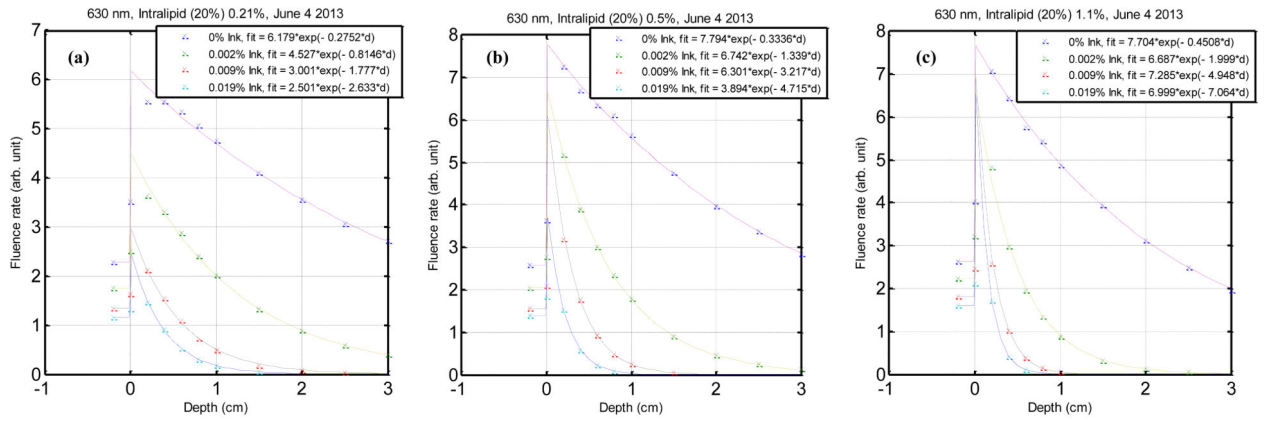 630 nm, Intralipid (20%) 0.21%, June 4 2013
(a)
0% Ink, fit = 6.179*exp(- 0.2752*d)
0.002% Ink, fit = 4.527*exp(- 0.8146*d)
0.009% Ink, fit = 3.001*exp(- 1.777*d)
0.019% Ink, fit = 2.501*exp(- 2.633*d)
7
6
5
4
3
2
1
0
Fluence rate (arb. unit)
-1 0 1 2 3
Depth (cm)
630 nm, Intralipid (20%) 0.5%, June 4 2013
(b)
0% Ink, fit = 7.794*exp(- 0.3336*d)
0.002% Ink, fit = 6.742*exp(- 1.339*d)
0.009% Ink, fit = 6.301*exp(- 3.217*d)
0.019% Ink, fit = 3.894*exp(- 4.715*d)
8
7
6
5
4
3
2
1
0
Fluence rate (arb. unit)
-1 0 1 2 3
Depth (cm)
630 nm, Intralipid (20%) 1.1%, June 4 2013
(c)
0% Ink, fit = 7.704*exp(- 0.4508*d)
0.002% Ink, fit = 6.687*exp(- 1.999*d)
0.009% Ink, fit = 7.285*exp(- 4.948*d)
0.019% Ink, fit = 6.999*exp(- 7.064*d)
8
7
6
5
4
3
2
1
0
Fluence rate (arb. unit)
-1 0 1 2 3
Depth (cm)